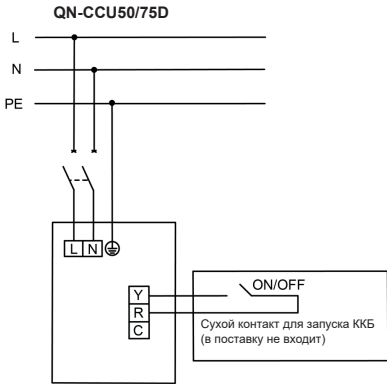 QN-CCU50/75D
L
N
PE
L N
Y
R
C
ON/OFF
Сухой контакт для запуска ККБ
(в поставку не входит)